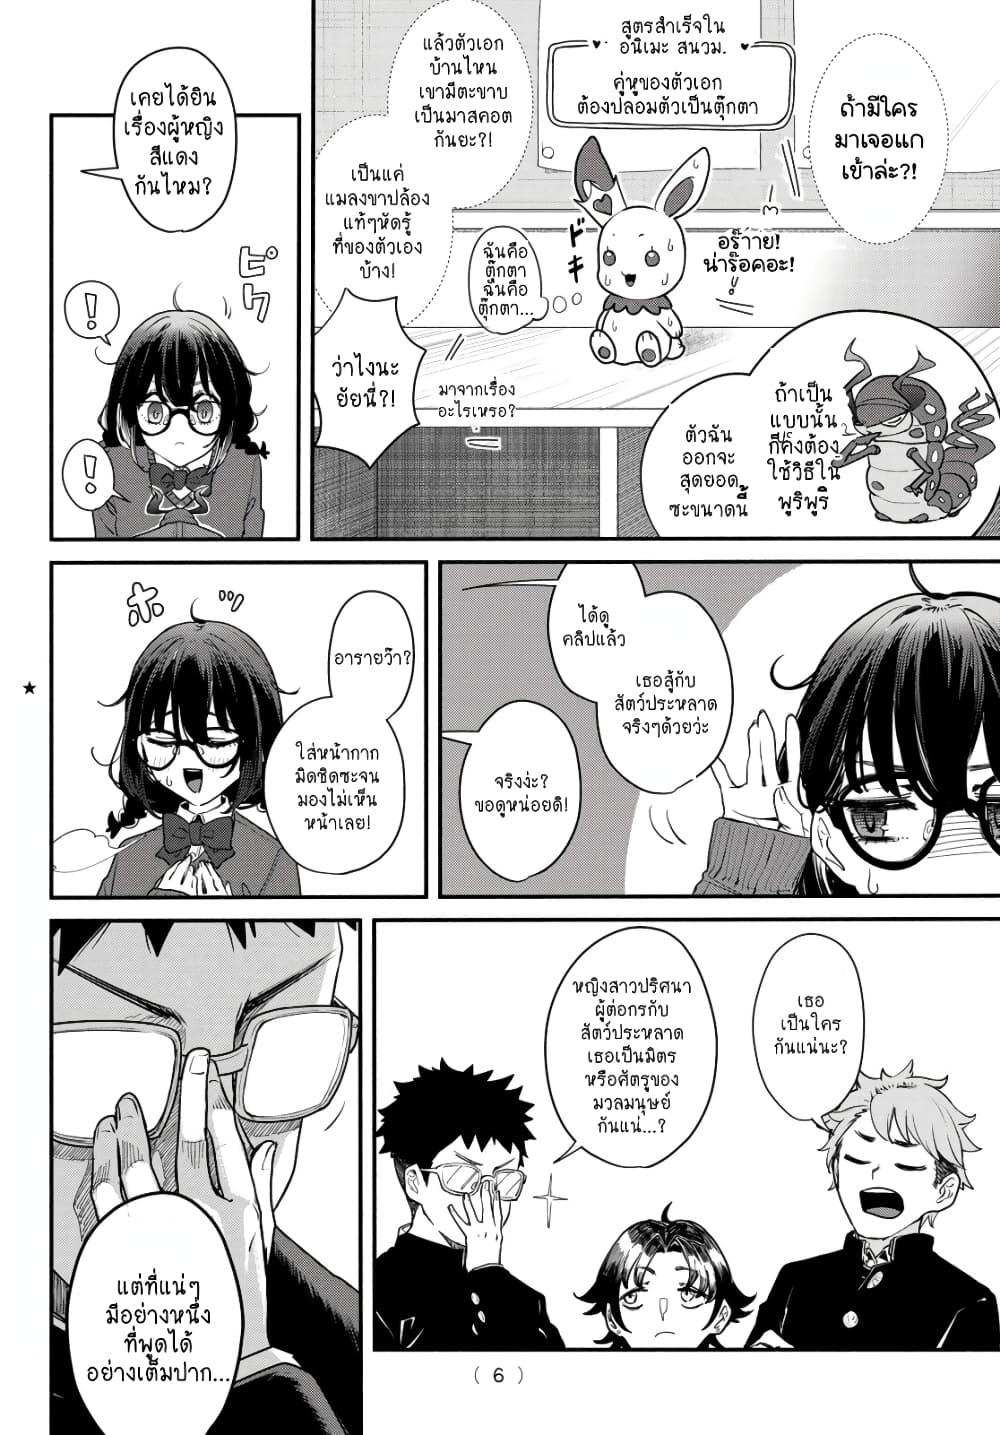 ถ้ามีใคร
มาเจอแก
เข้าล่ะ?!
สูตรสำเร็จใน
อนิเมะ สนวม.
คู่หูของตัวเอก
ต้องปลอมตัวเป็นตุ๊กตา
อร๊าาย!
น่าร๊อคอะ!
ドキ
ฉันคือ
ตุ๊กตา
ฉันคือ
ตุ๊กตา...
แล้วตัวเอก
บ้านไหน
เขามีตะขาบ
เป็นมาสคอต
กันยะ?!
เป็นแค่
แมลงขาปล้อง
แท้ๆหัดรู้
ที่ของตัวเอง
บ้าง!
ถ้าเป็น
แบบนั้น
ก็คงต้อง
ใช้วิธีใน
พูริพูริ
ตัวฉัน
ออกจะ
สุดยอด
ซะขนาดนี้
มาจากเรื่อง
อะไรเหรอ?
ว่าไงนะ
ยัยนี่?!
เคยได้ยิน
เรื่องผู้หญิง
สีแดง
กันไหม?
ピク
!
!
ได้ดู
คลิปแล้ว
เธอสู้กับ
สัตว์ประหลาด
จริงๆด้วยว่ะ
จริงง่ะ?
ขอดูหน่อยดิ!
อารายว๊า?
ใส่หน้ากาก
มิดชิดซะจน
มองไม่เห็น
หน้าเลย!
ホッ
★
เธอ
เป็นใคร
กันแน่นะ?
หญิงสาวปริศนา
ผู้ต่อกรกับ
สัตว์ประหลาด
เธอเป็นมิตร
หรือศัตรูของ
มวลมนุษย์
กันแน่...?
แต่ที่แน่ๆ
มีอย่างหนึ่ง
ที่พูดได้
อย่างเต็มปาก...
( 6 )